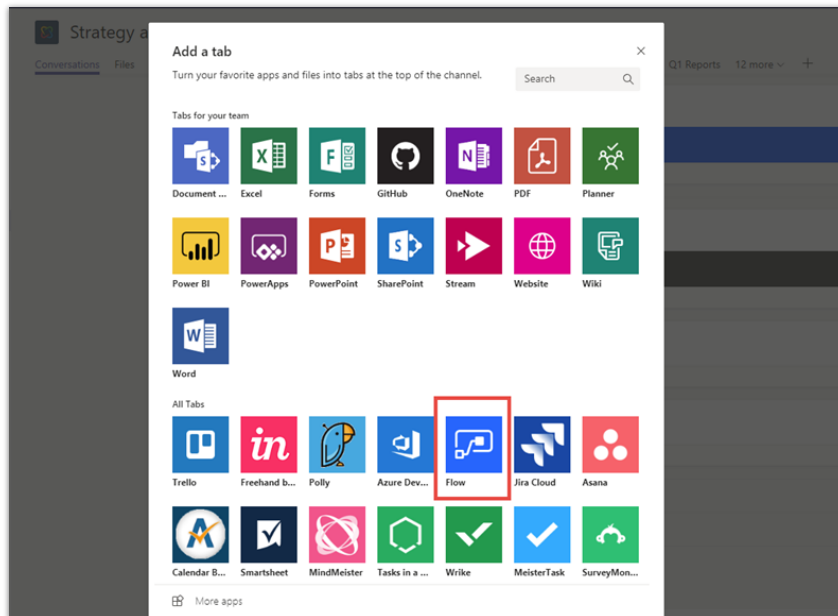 Strategy a
Conversations Files
Q1 Reports 12 more
Add a tab
Turn your favorite apps and files into tabs at the top of the channel.
Search
Tabs for your team
Document ... Excel Forms GitHub OneNote PDF Planner
Power BI PowerApps PowerPoint SharePoint Stream Website Wiki
Word
All Tabs
Trello Freehand b... Polly Azure Dev... Flow Jira Cloud Asana
Calendar B... Smartsheet MindMeister Tasks in a ... Wrike MeisterTask SurveyMon...
More apps